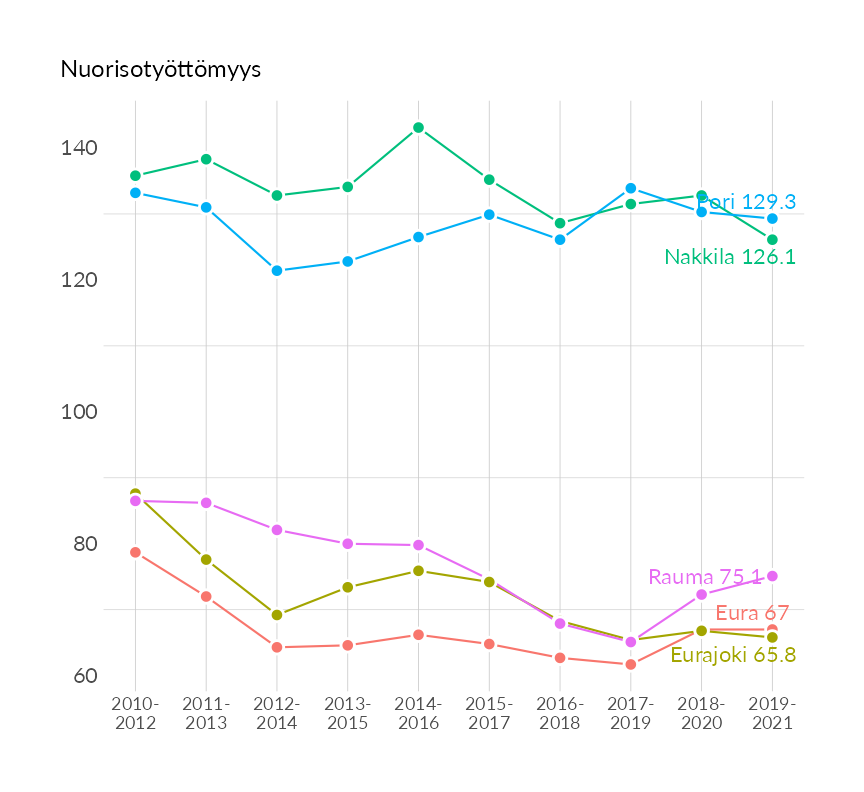 Nuorisotyöttömyys
140
Pori 129.3
Nakkila 126.1
120
100
80
Rauma 75.1
Eura 67
Eurajoki 65.8
60
2010- 2011- 2012- 2013- 2014- 2015- 2016- 2017- 2018- 2019-
2012 2013 2014 2015 2016 2017 2018 2019 2020 2021